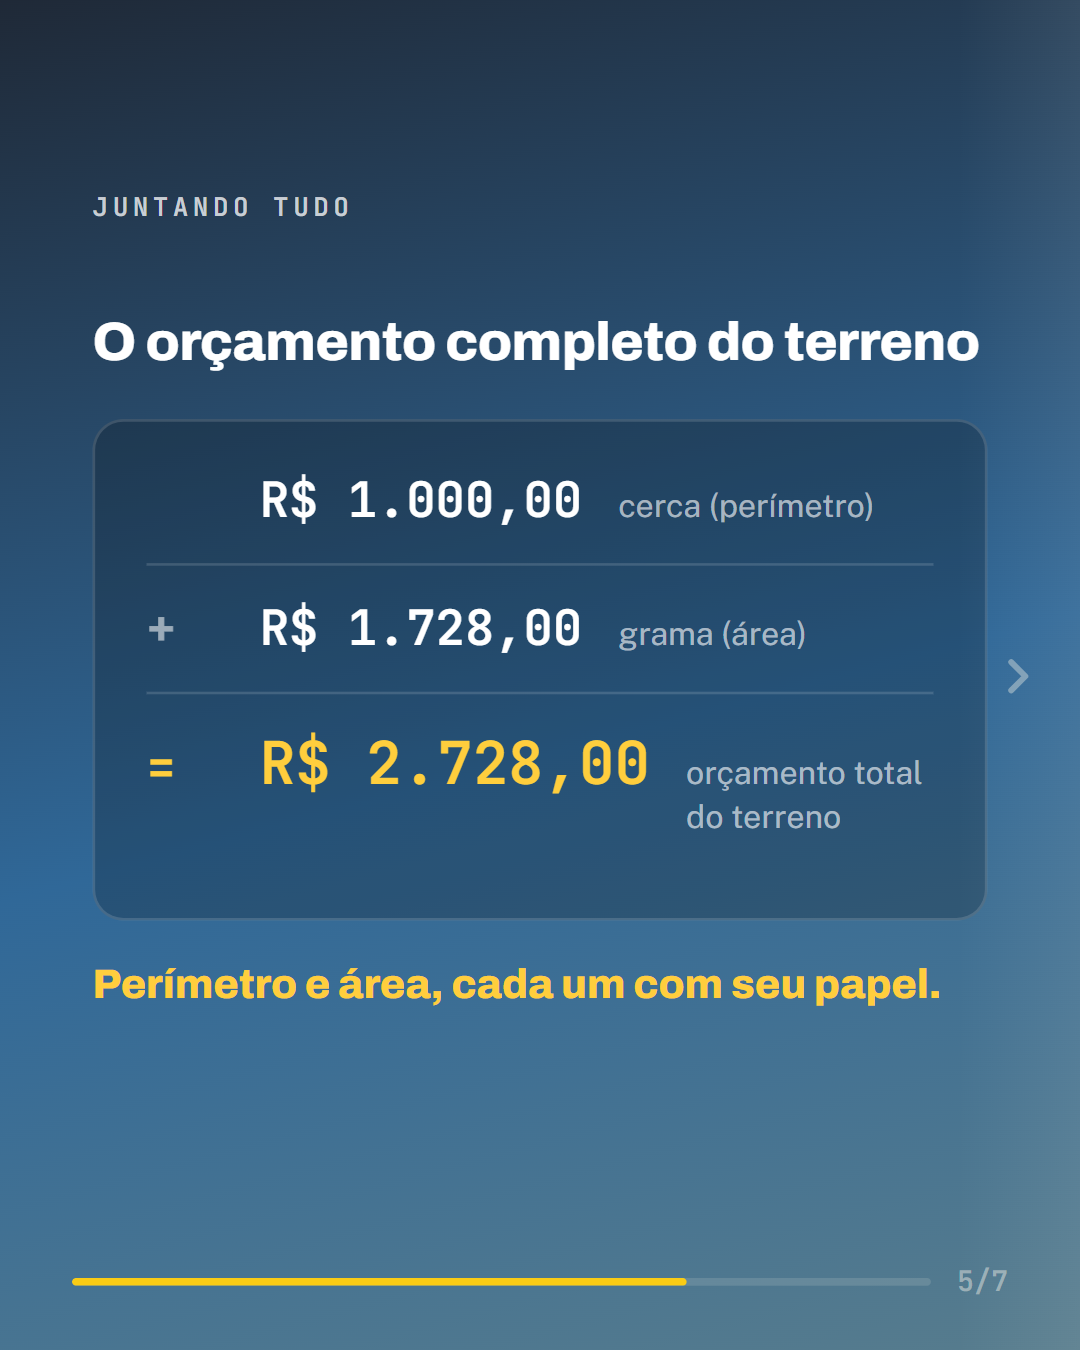 JUNTANDO TUDO
O orçamento completo do terreno
R$ 1.000,00 cerca (perímetro)
+ R$ 1.728,00 grama (área)
= R$ 2.728,00 orçamento total
do terreno
Perímetro e área, cada um com seu papel.
5/7